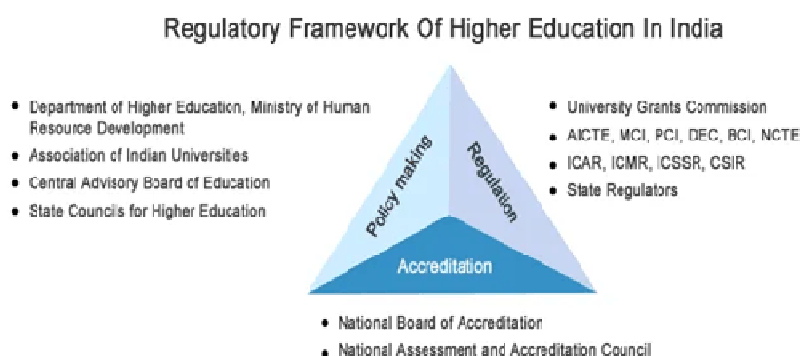 Regulatory Framework Of Higher Education In India
• Department of Higher Education, Ministry of Human
Resource Development
• Association of Indian Universities
• Central Advisory Board of Education
• State Councils for Higher Education
Policy making
Regulation
Accreditation
• University Grants Commission
• AICTE, MCI, PCI, DEC, BCI, NCTE
• ICAR, ICMR, ICSSR, CSIR
• State Regulators
• National Board of Accreditation
• National Assessment and Accreditation Council